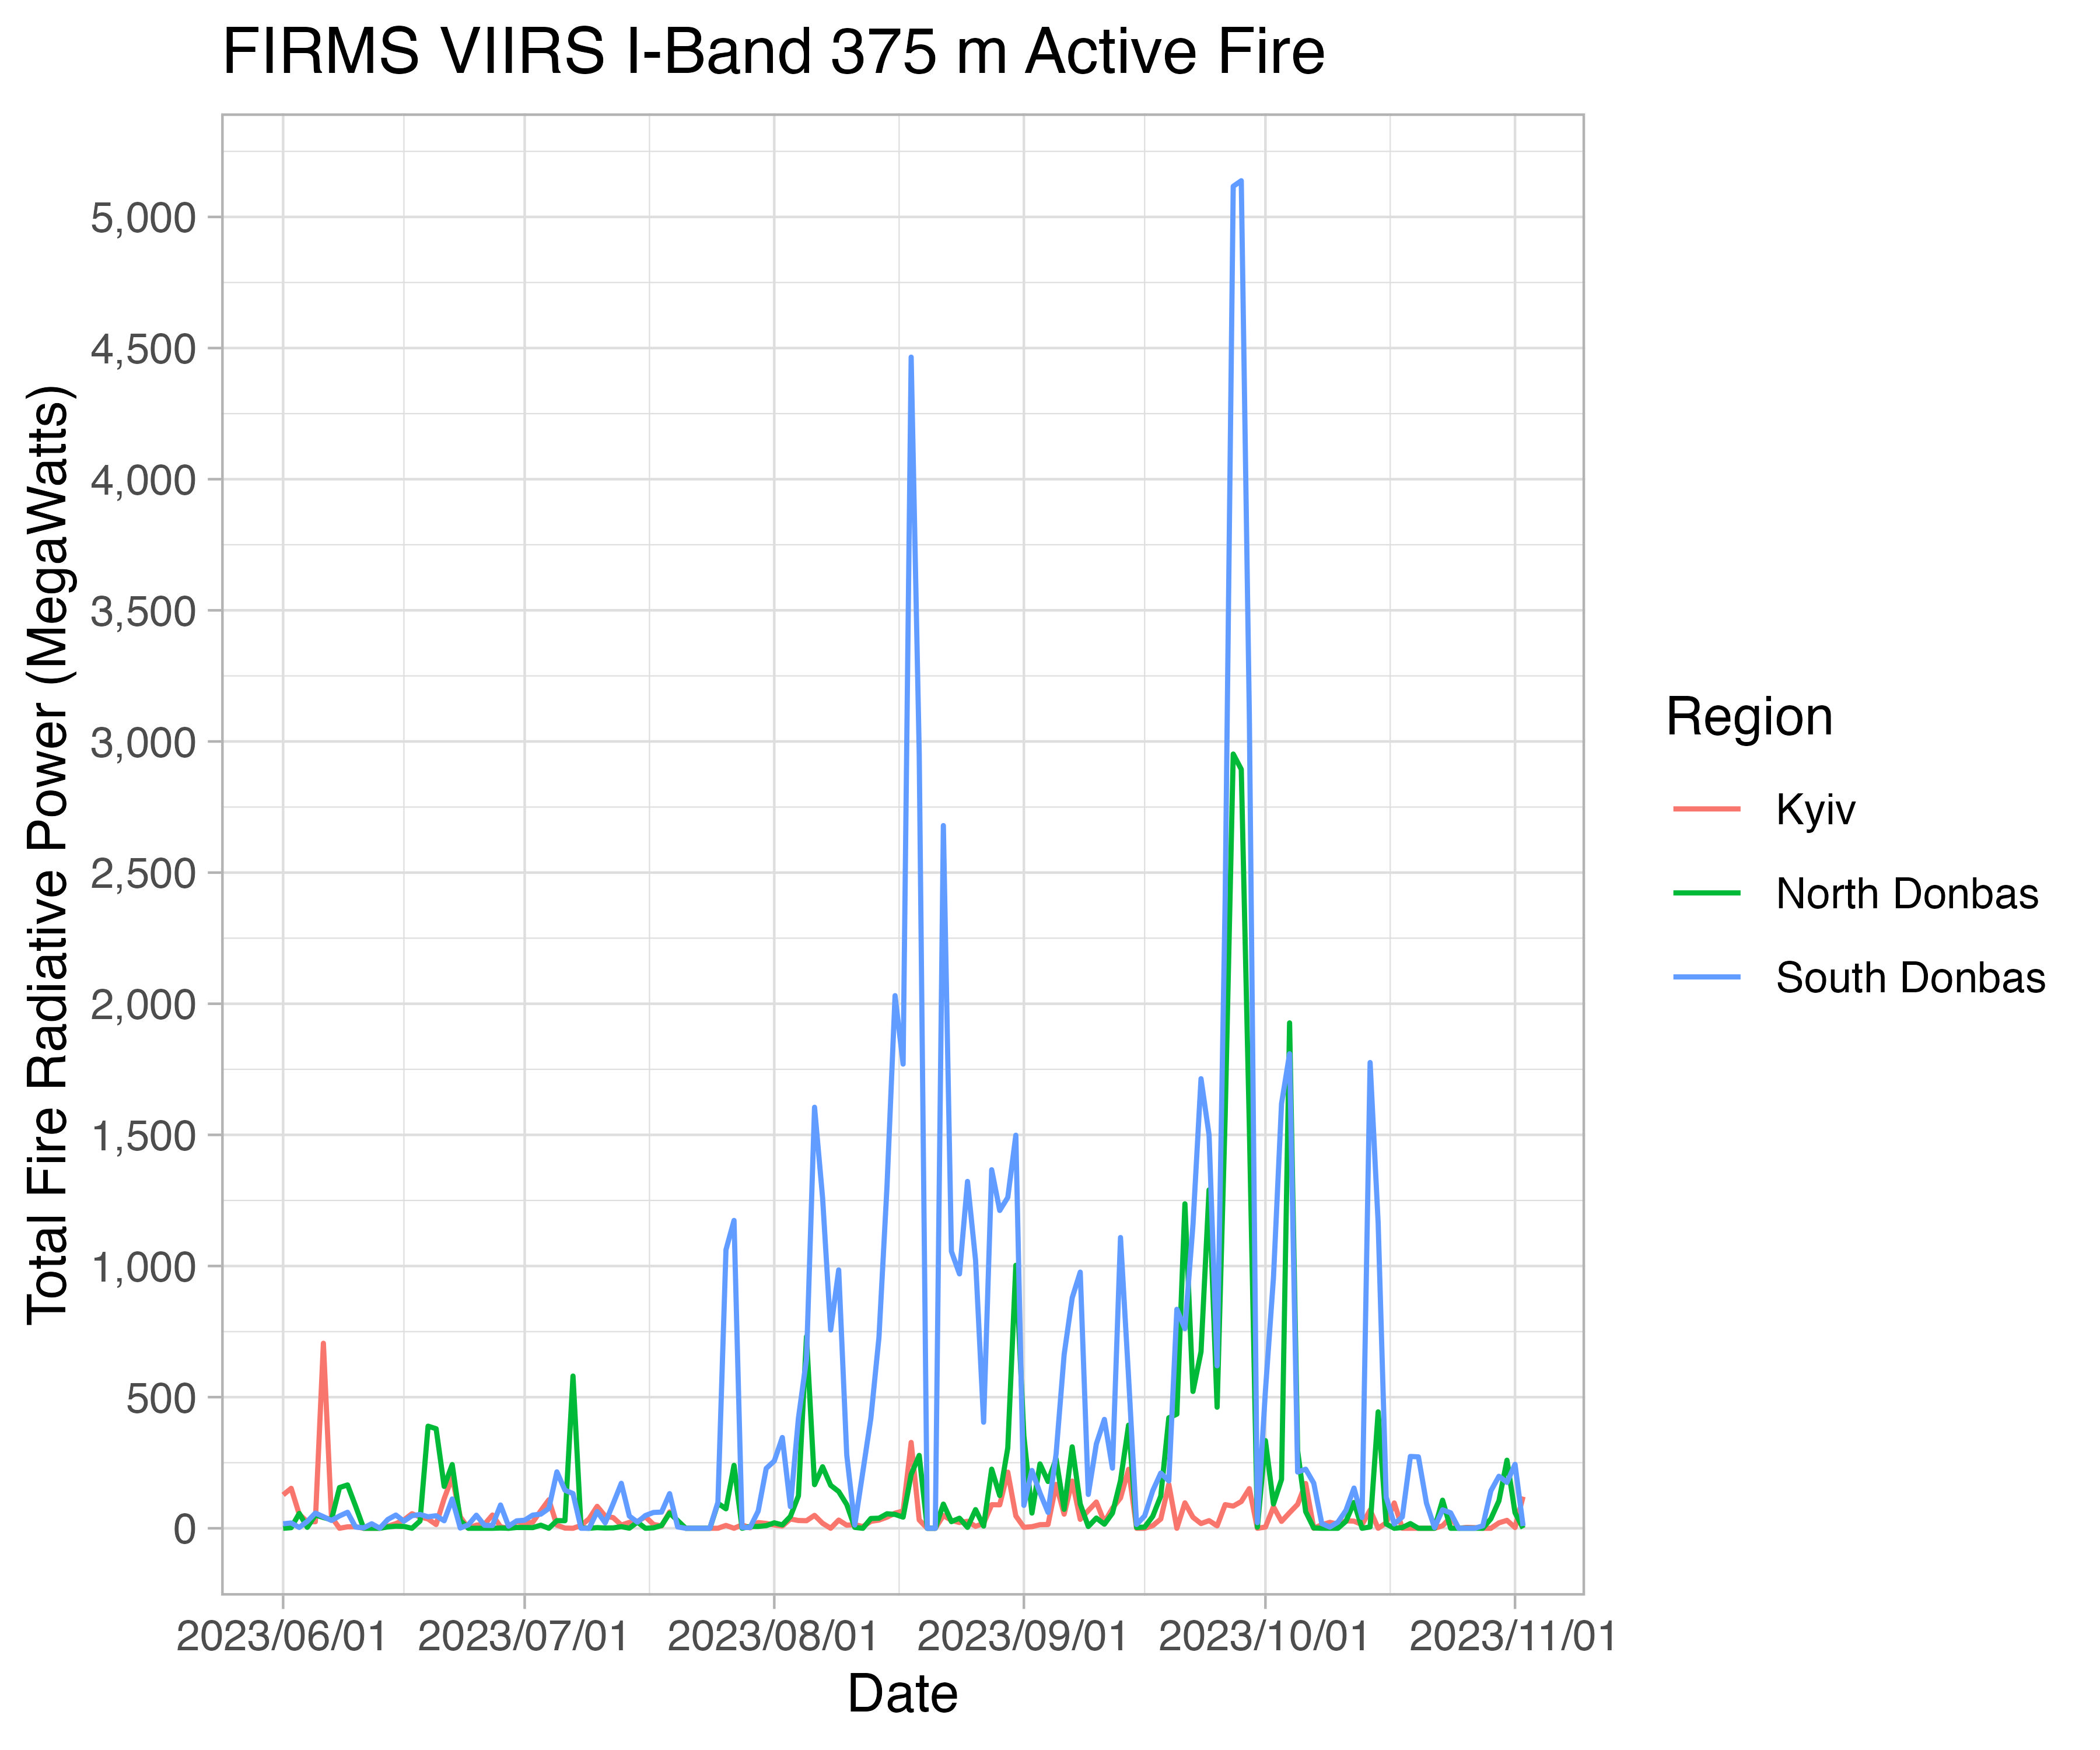 FIRMS VIIRS I-Band 375 m Active Fire
Total Fire Radiative Power (MegaWatts)
5,000
4,500
4,000
3,500
3,000
2,500
2,000
1,500
1,000
500
0
2023/06/01 2023/07/01 2023/08/01 2023/09/01 2023/10/01 2023/11/01
Date
Region
Kyiv
North Donbas
South Donbas